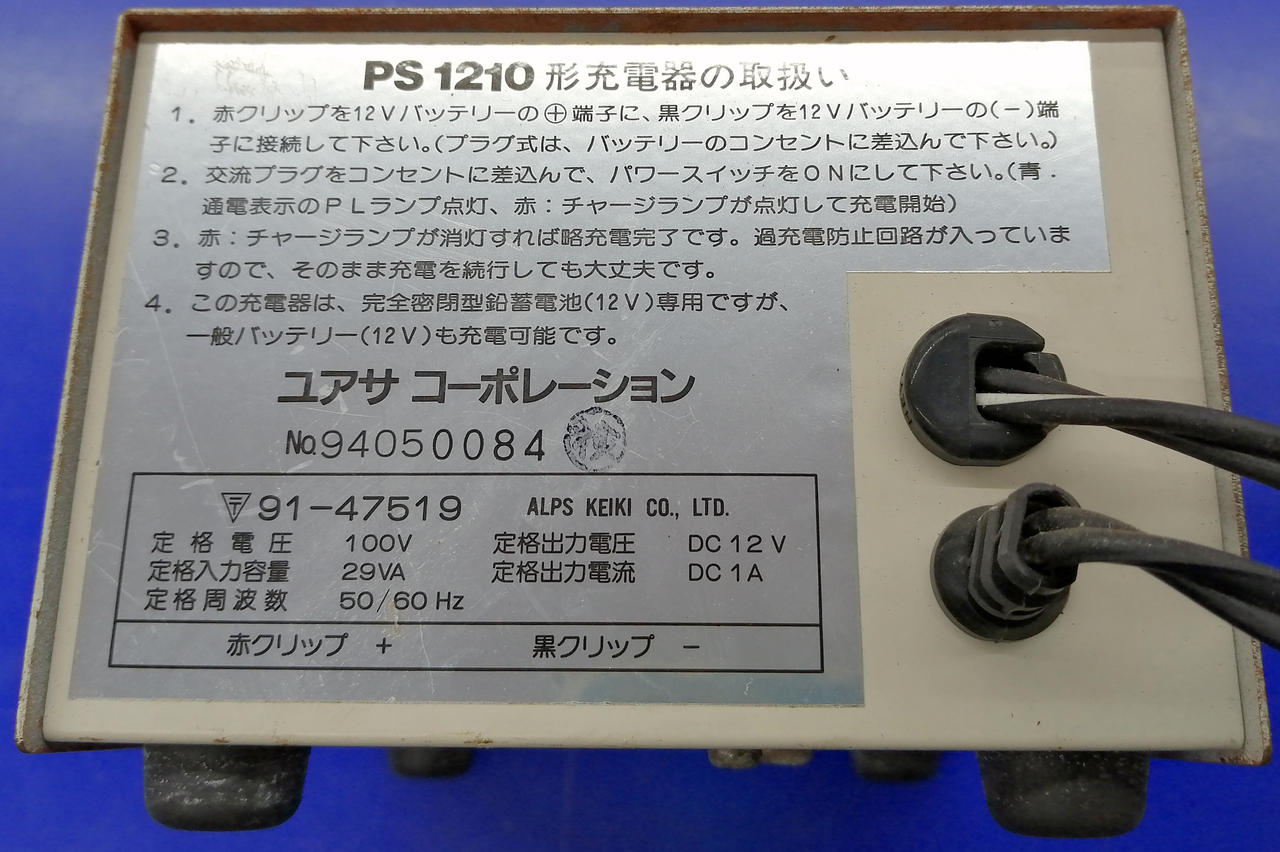 PS1210形充電器の取扱い
1. 赤クリップを12Vバッテリーの⊕端子に、黒クリップを12Vバッテリーの(−)端
子に接続して下さい。(プラグ式は、バッテリーのコンセントに差込んで下さい。)
2. 交流プラグをコンセントに差込んで、パワースイッチをONにして下さい。(青.
通電表示のPLランプ点灯、赤:チャージランプが点灯して充電開始)
3. 赤:チャージランプが消灯すれば略充電完了です。過充電防止回路が入っていま
すので、そのまま充電を続行しても大丈夫です。
4. この充電器は、完全密閉型鉛蓄電池(12V)専用ですが、
一般バッテリー(12V)も充電可能です。
ユアサ コーポレーション
No.94050084
〒91-47519 ALPS KEIKI CO., LTD.
定格電圧 100V 定格出力電圧 DC 12V
定格入力容量 29VA 定格出力電流 DC 1A
定格周波数 50/60 Hz
赤クリップ + 黒クリップ −